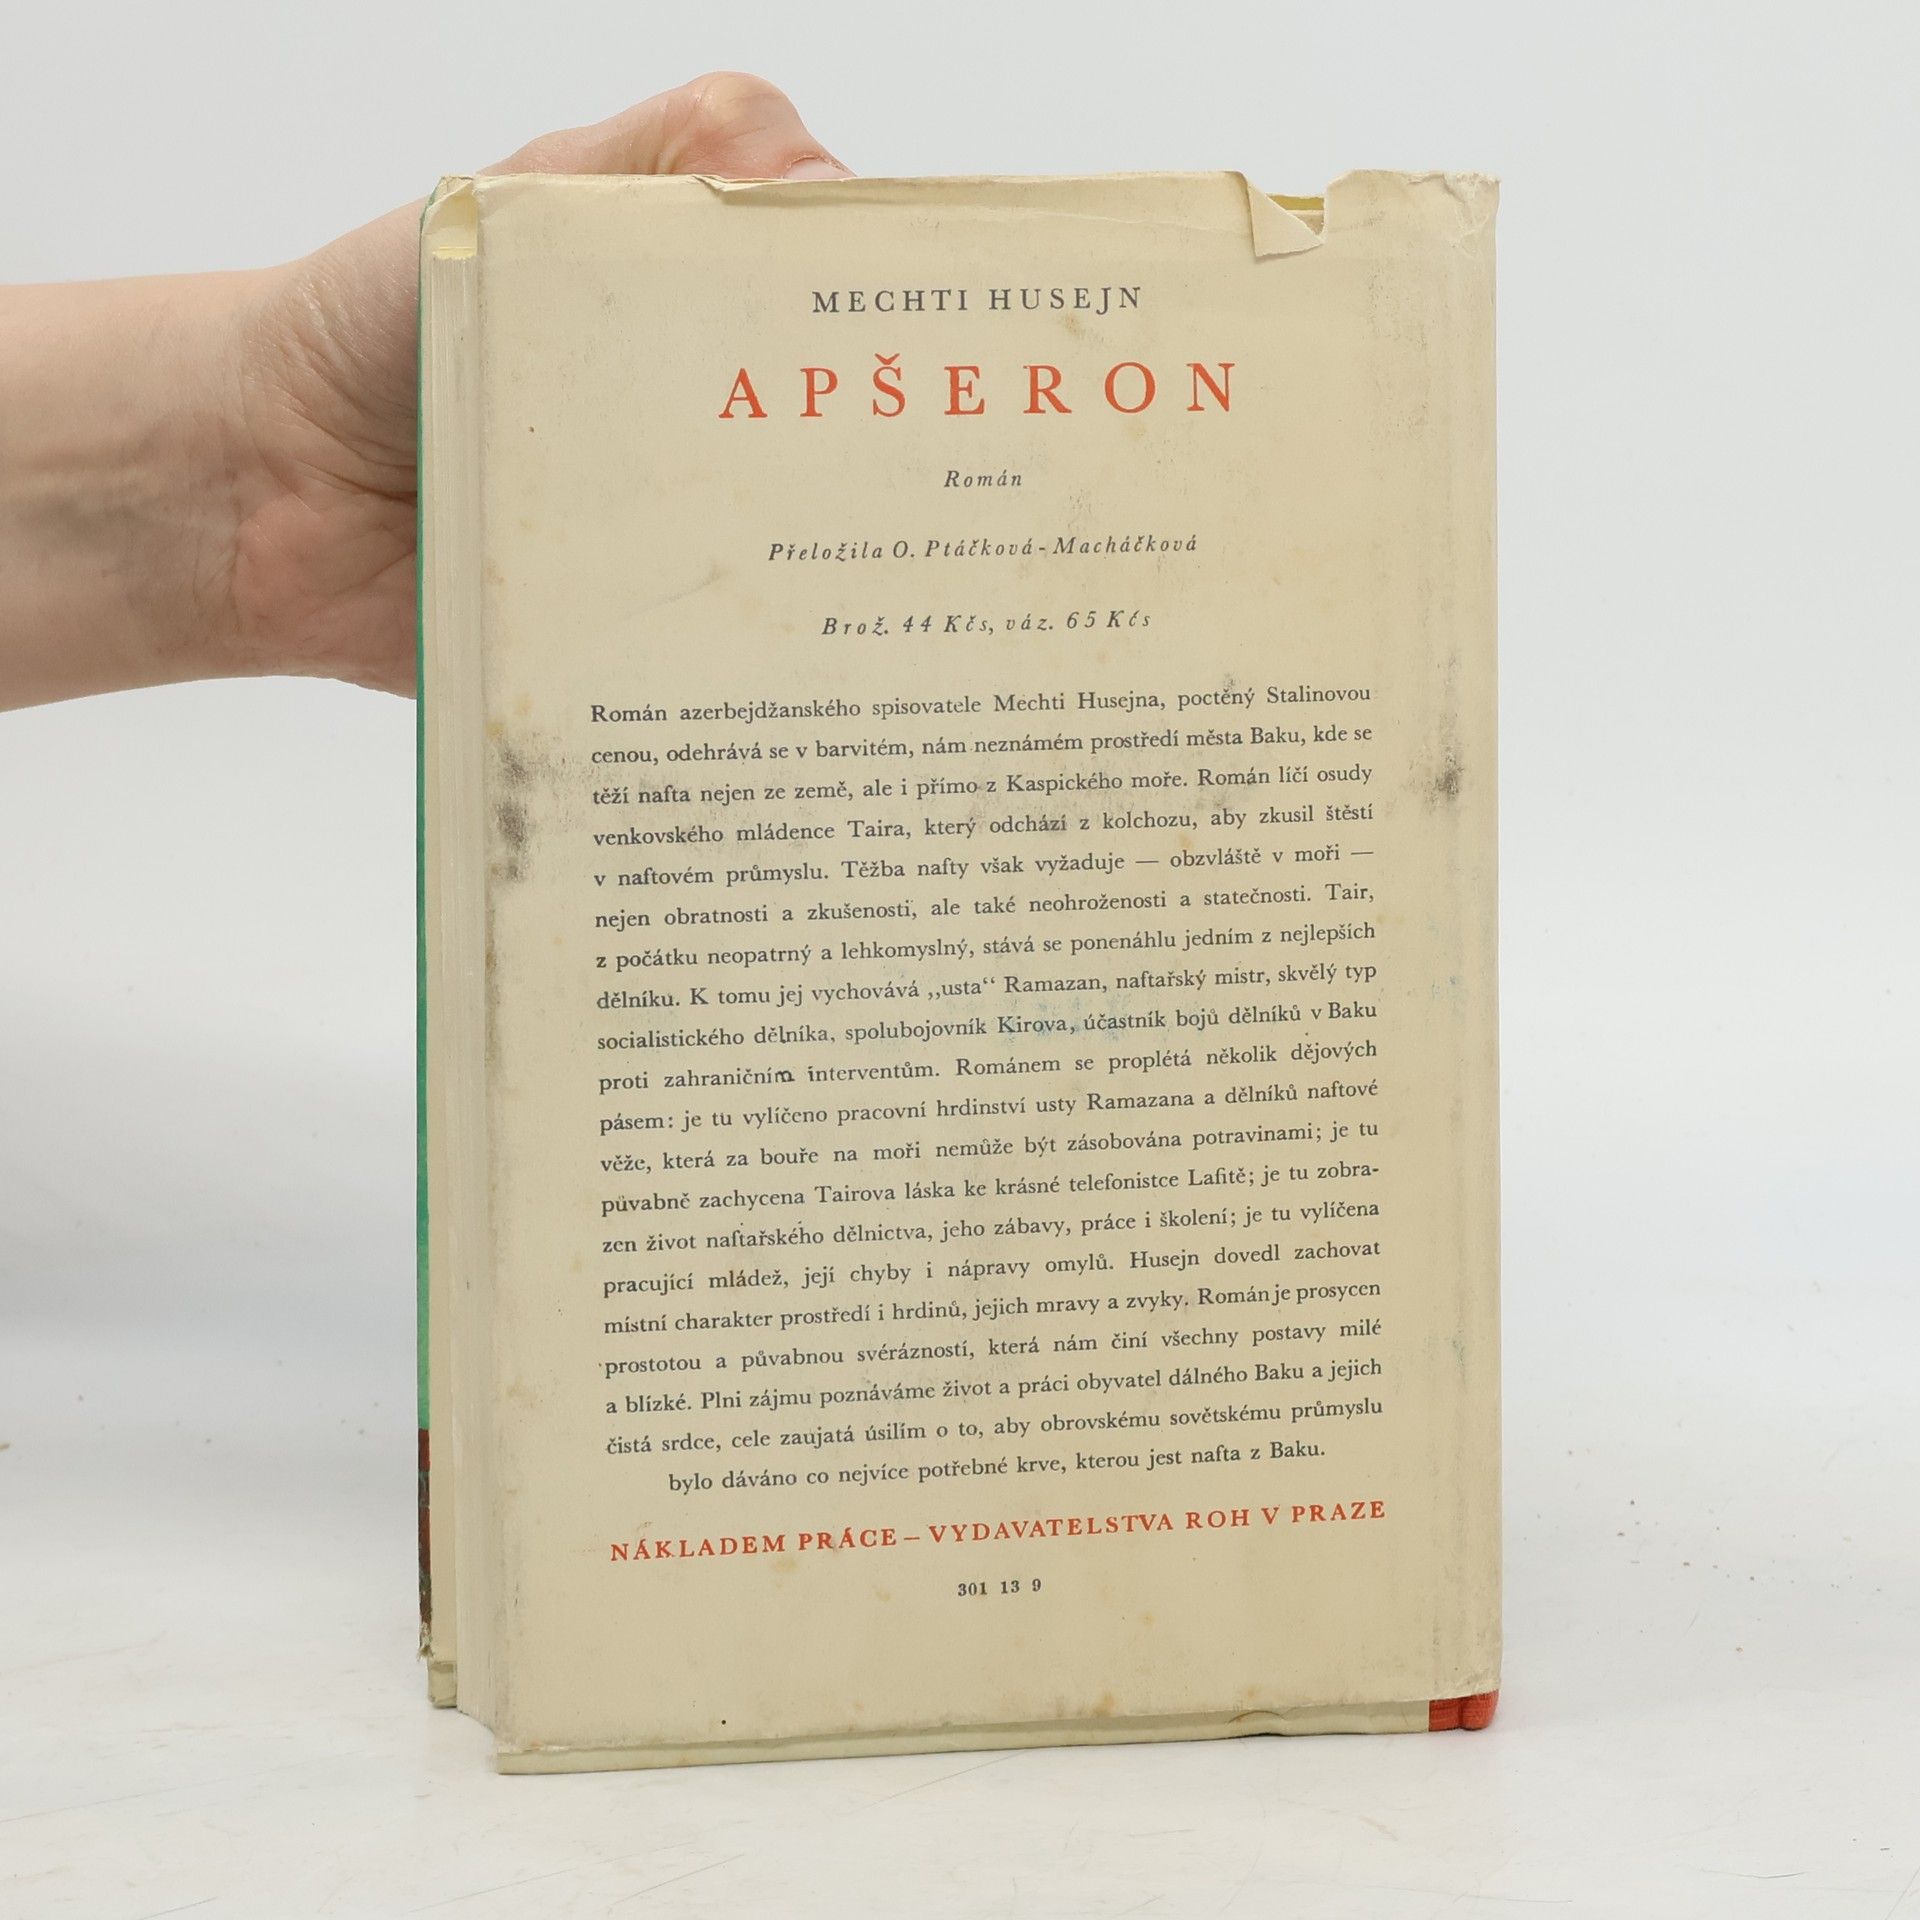 MECHTI HUSEJN
APŠERON
Román
Přeložila O. Ptáčková-Macháčková
Brož. 44 Kčs, váz. 65 Kčs
Román azerbejdžanského spisovatele Mechti Husejna, poctěný Stalinovou
cenou, odehrává se v barvitém, nám neznámém prostředí města Baku, kde se
těží nafta nejen ze země, ale i přímo z Kaspického moře. Román líčí osudy
venkovského mládence Taira, který odchází z kolchozu, aby zkusil štěstí
v naftovém průmyslu. Těžba nafty však vyžaduje — obzvláště v moři —
nejen obratnosti a zkušenosti, ale také neohroženosti a statečnosti. Tair,
z počátku neopatrný a lehkomyslný, stává se ponenáhlu jedním z nejlepších
dělníku. K tomu jej vychovává „usta“ Ramazan, naftařský mistr, skvělý typ
socialistického dělníka, spolubojovník Kirova, účastník bojů dělníků v Baku
proti zahraničním interventům. Románem se proplétá několik dějových
pásem: je tu vylíčeno pracovní hrdinství usty Ramazana a dělníků naftové
věže, která za bouře na moři nemůže být zásobována potravinami; je tu
půvabně zachycena Tairova láska ke krásné telefonistce Lafitě; je tu zobra-
zen život naftařského dělnictva, jeho zábavy, práce i školení; je tu vylíčena
pracující mládež, její chyby i nápravy omylů. Husejn dovedl zachovat
místní charakter prostředí i hrdinů, jejich mravy a zvyky. Román je prosycen
prostotou a půvabnou svérázností, která nám činí všechny postavy milé
a blízké. Plni zájmu poznáváme život a práci obyvatel dálného Baku a jejich
čistá srdce, cele zaujatá úsilím o to, aby obrovskému sovětskému průmyslu
bylo dáváno co nejvíce potřebné krve, kterou jest nafta z Baku.
NÁKLADEM PRÁCE – VYDAVATELSTVA ROH V PRAZE
301 13 9